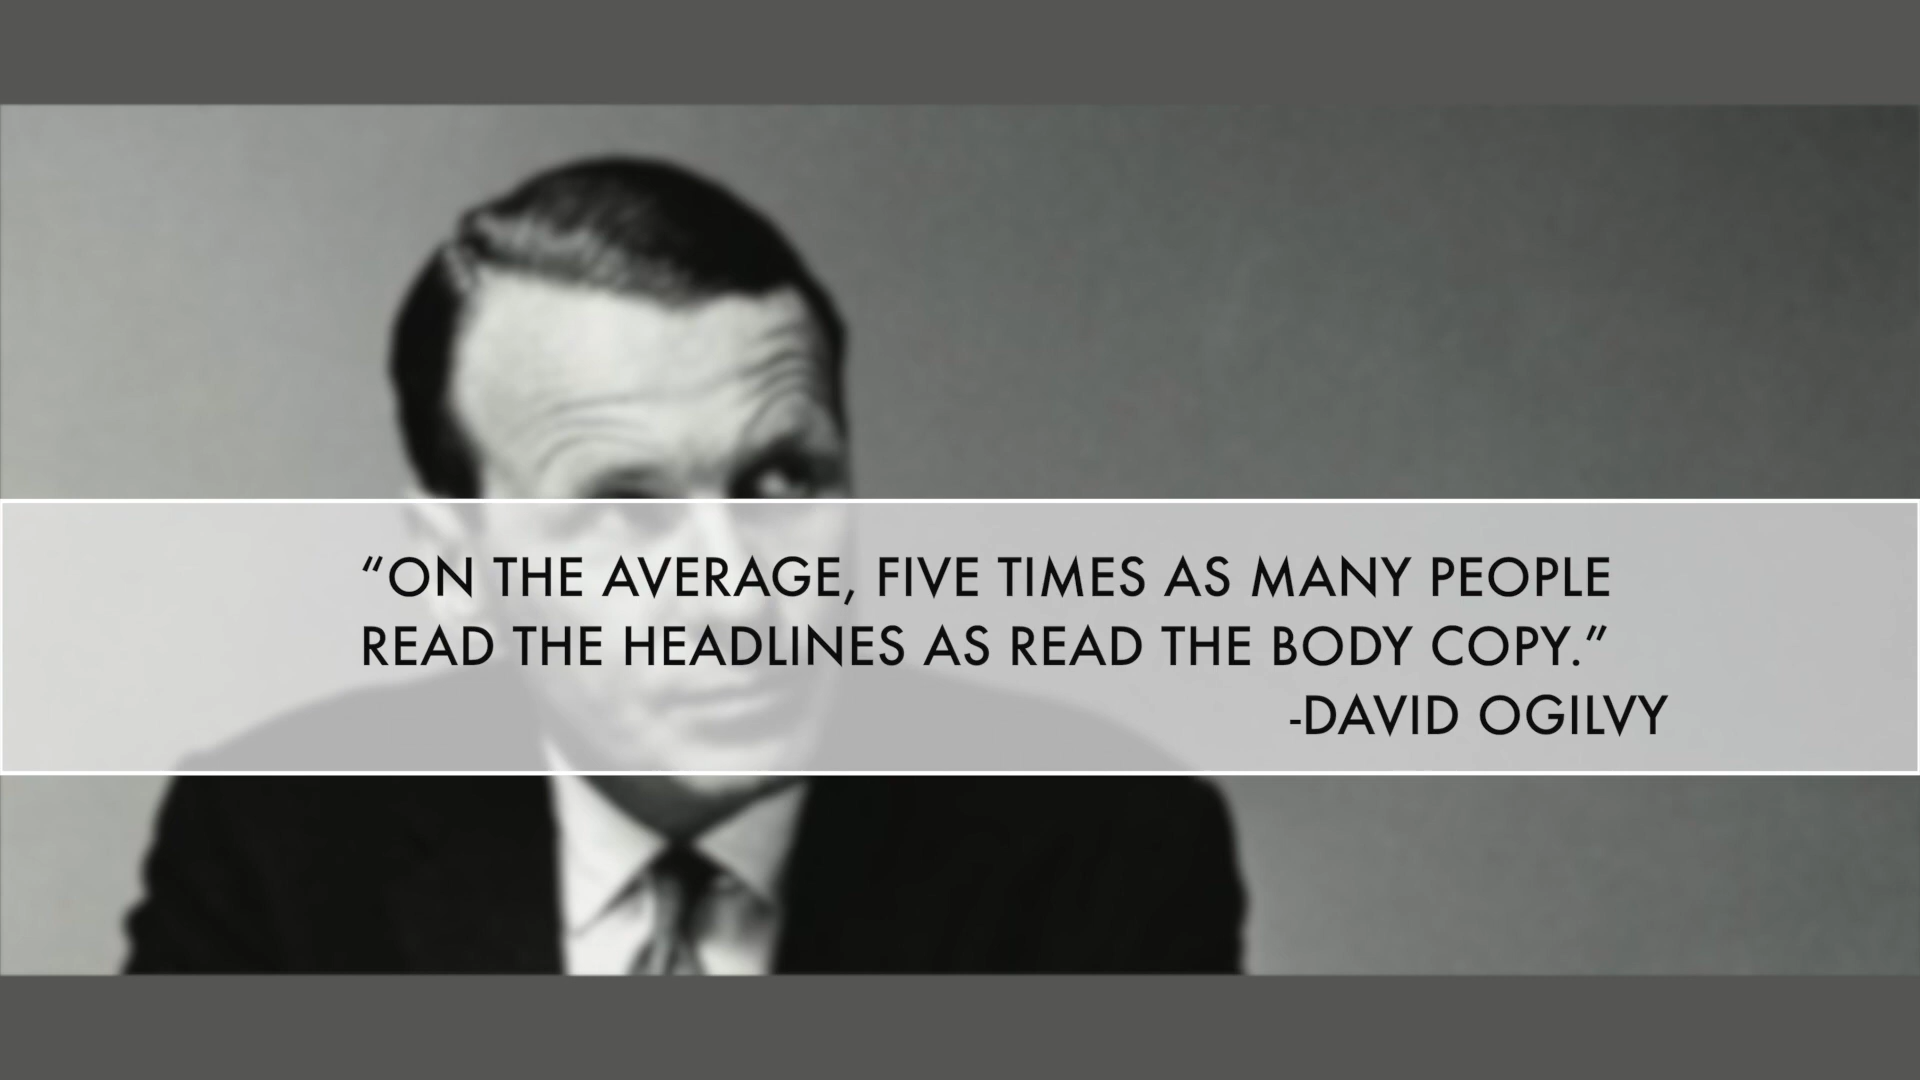 “ON THE AVERAGE, FIVE TIMES AS MANY PEOPLE
READ THE HEADLINES AS READ THE BODY COPY.”
-DAVID OGILVY